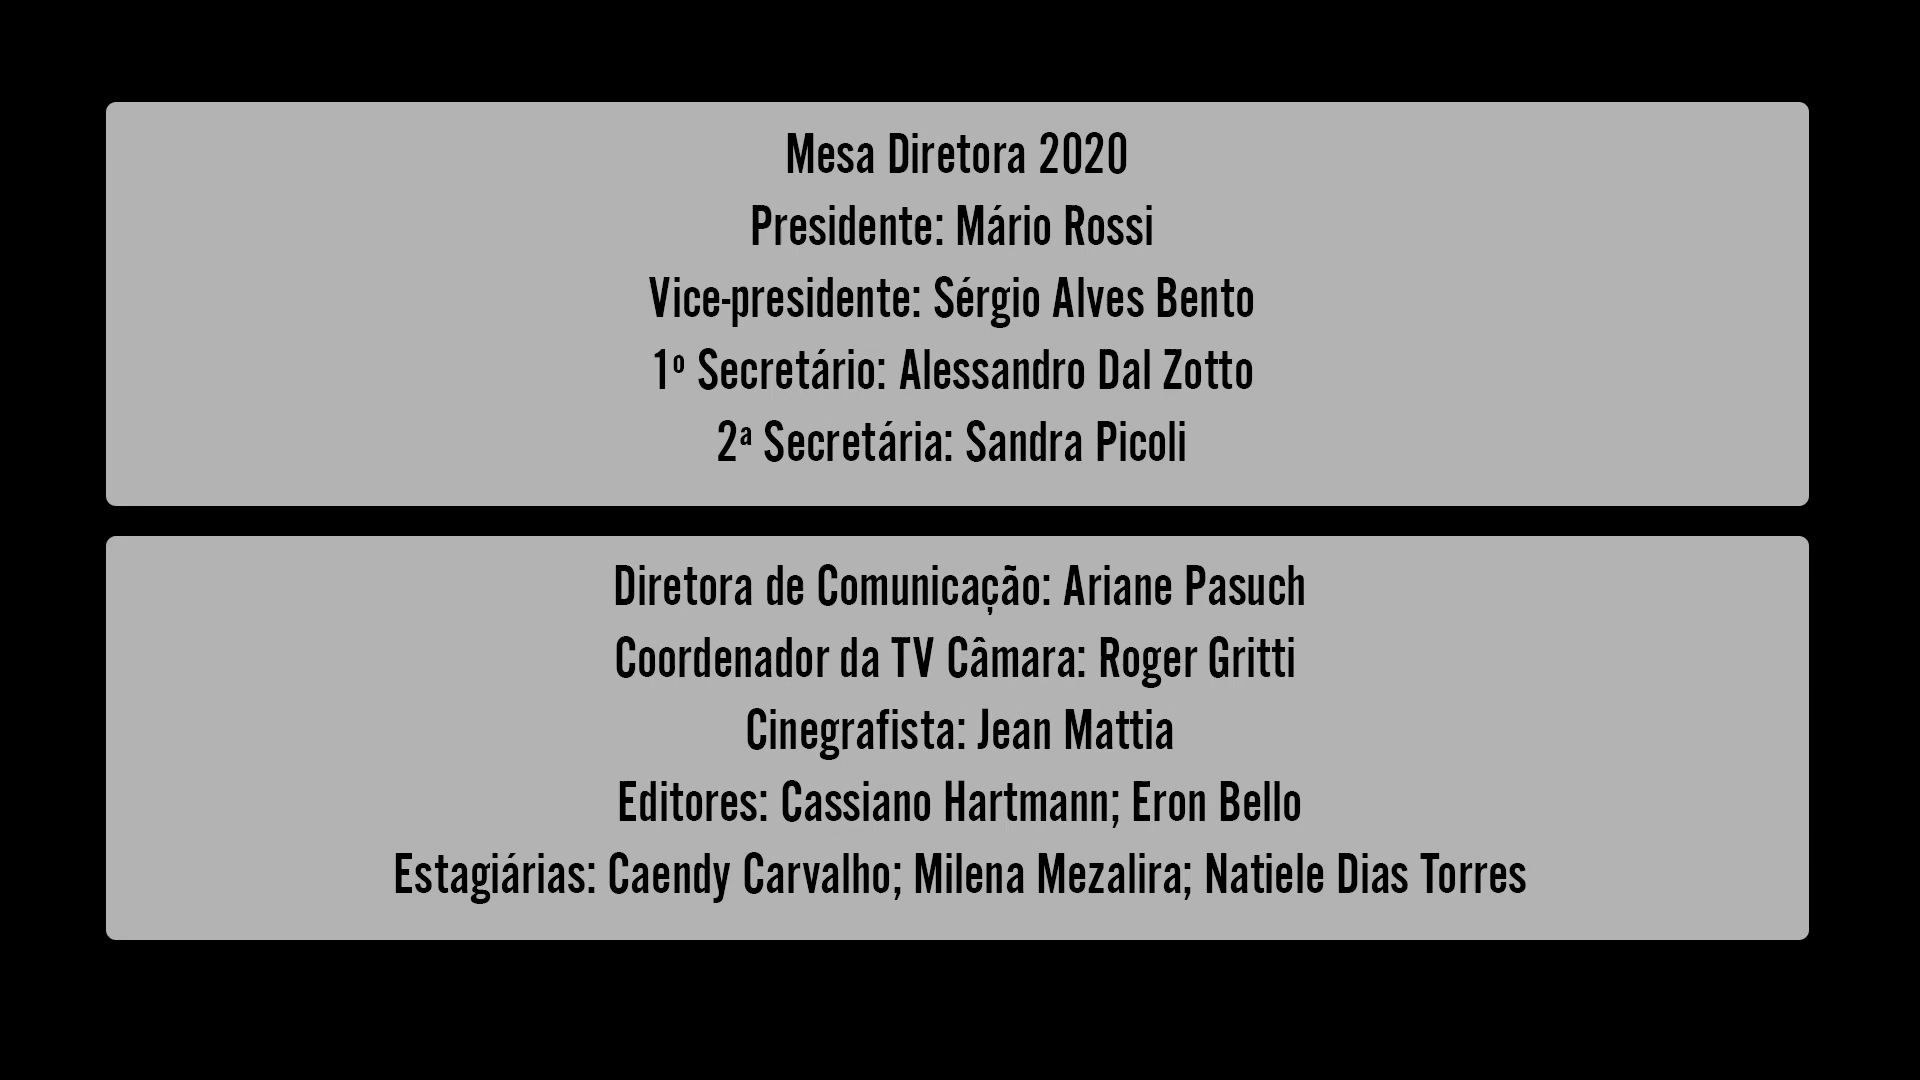 Mesa Diretora 2020
Presidente: Mário Rossi
Vice-presidente: Sérgio Alves Bento
1º Secretário: Alessandro Dal Zotto
2ª Secretária: Sandra Picoli
Diretora de Comunicação: Ariane Pasuch
Coordenador da TV Câmara: Roger Gritti
Cinegrafista: Jean Mattia
Editores: Cassiano Hartmann; Eron Bello
Estagiárias: Caendy Carvalho; Milena Mezalira; Natiele Dias Torres